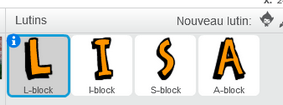 Lutins Nouveau lutin:
L I S A
L-block I-block S-block A-block